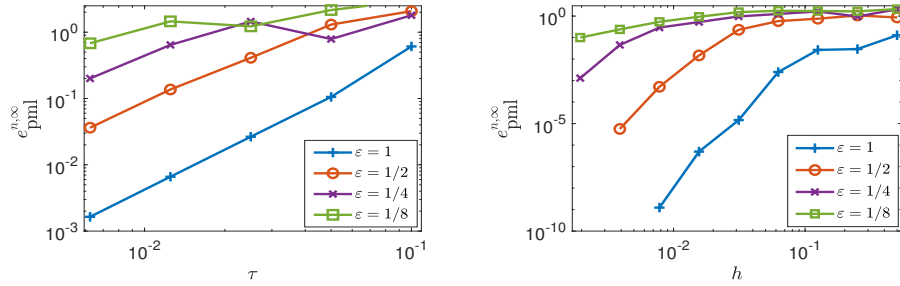 10^0
10^-1
10^-2
10^-3
10^-2
10^-1
e_pml^{n,∞}
τ
ε = 1
ε = 1/2
ε = 1/4
ε = 1/8
10^0
10^-5
10^-10
10^-2
10^-1
e_pml^{n,∞}
h
ε = 1
ε = 1/2
ε = 1/4
ε = 1/8